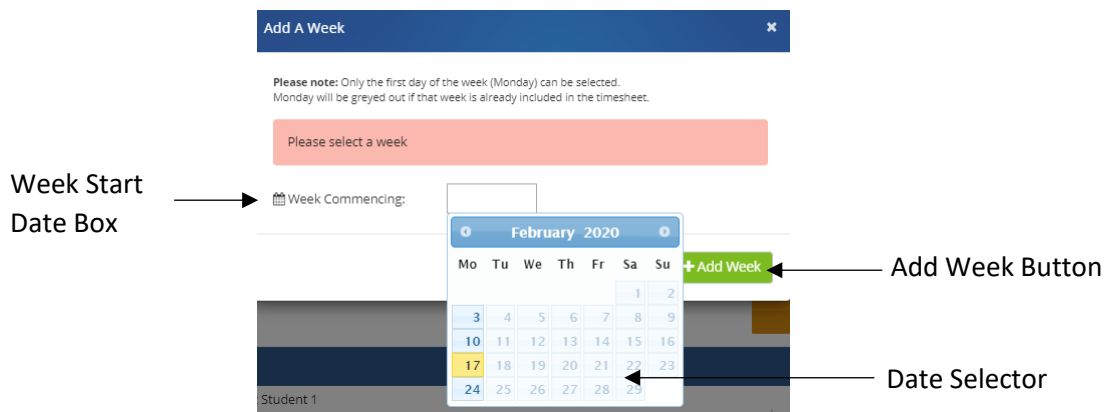 Add A Week ×
Please note: Only the first day of the week (Monday) can be selected.
Monday will be greyed out if that week is already included in the timesheet.
Please select a week
Week Start
Date Box
Week Commencing:
February 2020
Mo Tu We Th Fr Sa Su
1 2
3 4 5 6 7 8 9
10 11 12 13 14 15 16
17 18 19 20 21 22 23
24 25 26 27 28 29
+ Add Week
Add Week Button
Date Selector
Student 1